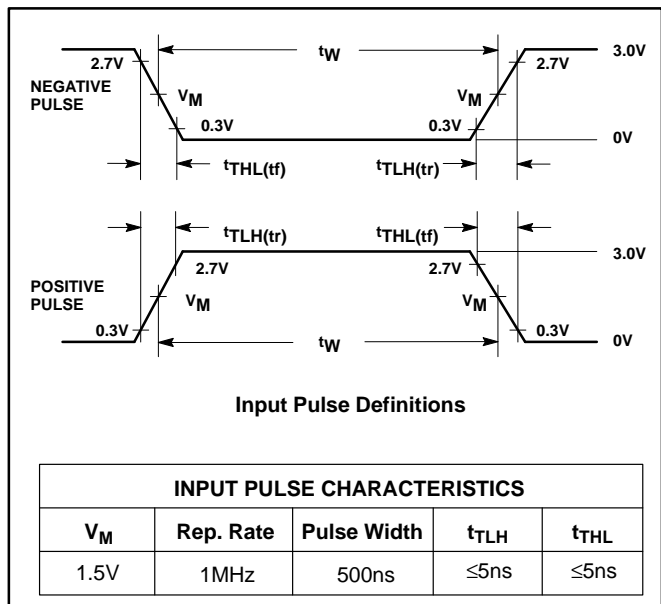 tW
2.7V 2.7V 3.0V
NEGATIVE
PULSE
VM VM
0.3V 0.3V
0V
tTHL(tf) tTLH(tr)
tTLH(tr) tTHL(tf)
3.0V
2.7V 2.7V
POSITIVE
PULSE
VM VM
0.3V 0.3V
tW 0V
Input Pulse Definitions
INPUT PULSE CHARACTERISTICS
VM Rep. Rate Pulse Width tTLH tTHL
1.5V 1MHz 500ns ≤5ns ≤5ns